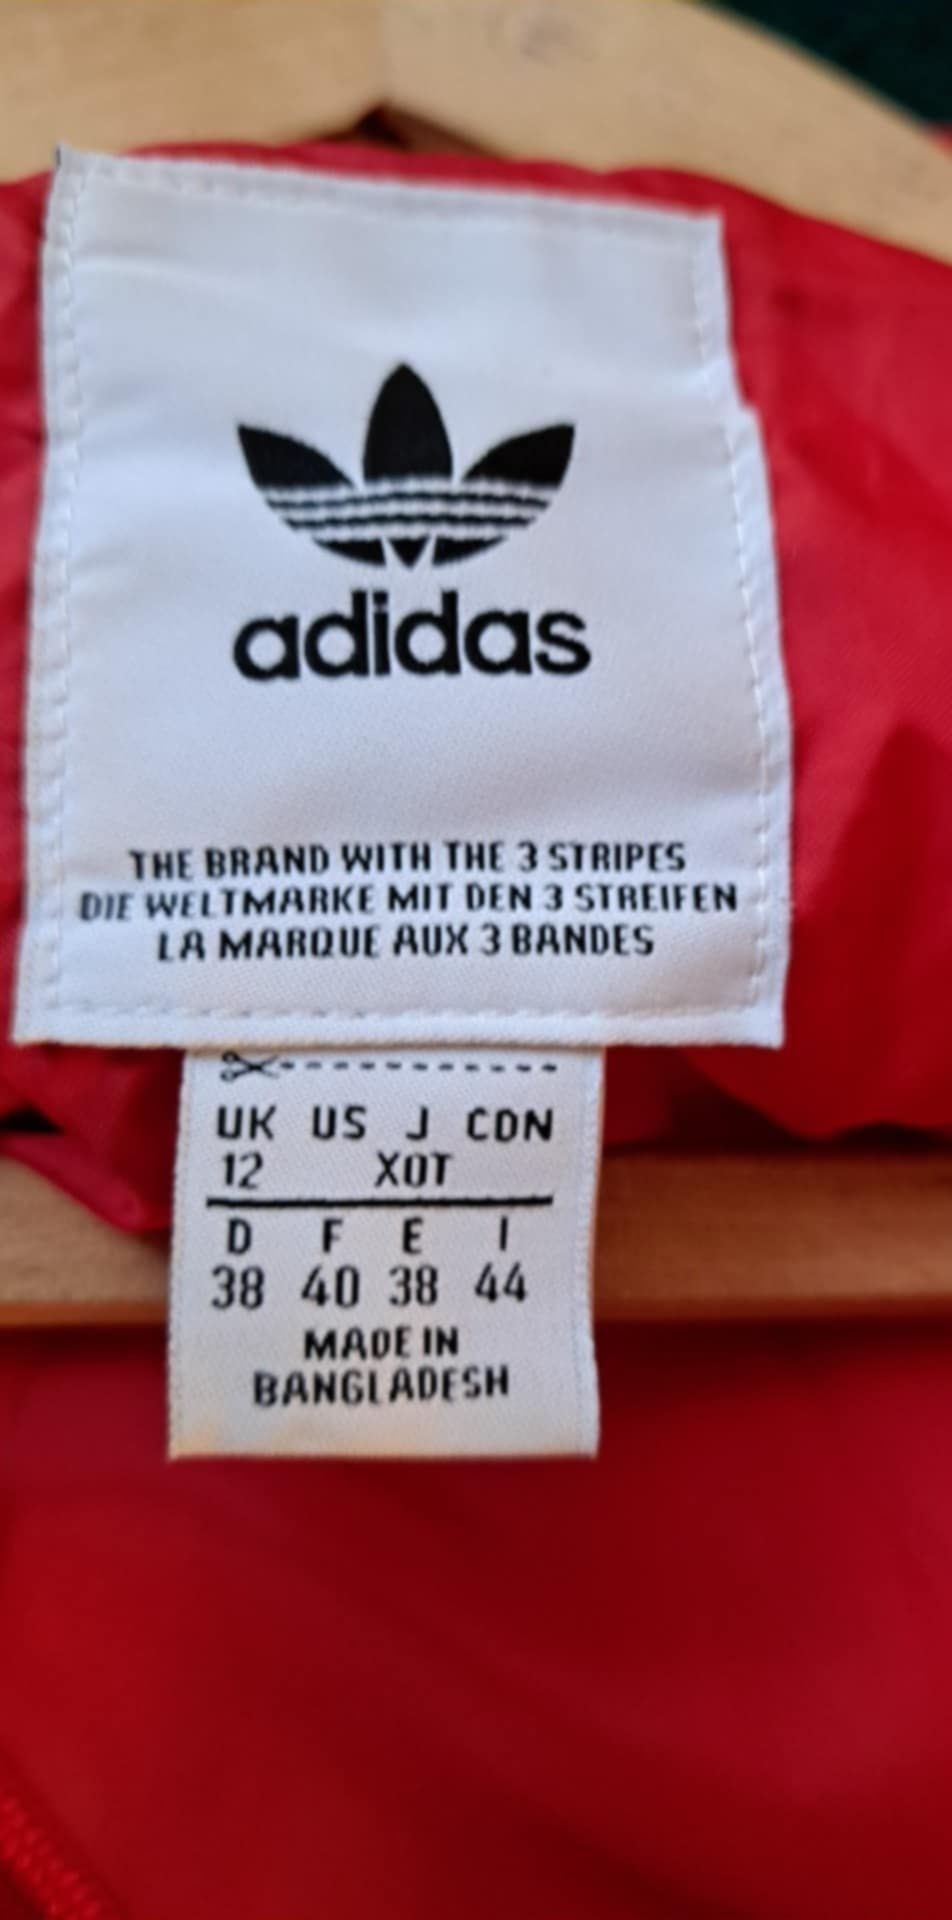 adidas
THE BRAND WITH THE 3 STRIPES
DIE WELTMARKE MIT DEN 3 STREIFEN
LA MARQUE AUX 3 BANDES
UK US J CDN
12 XOT
D F E I
38 40 38 44
MADE IN
BANGLADESH